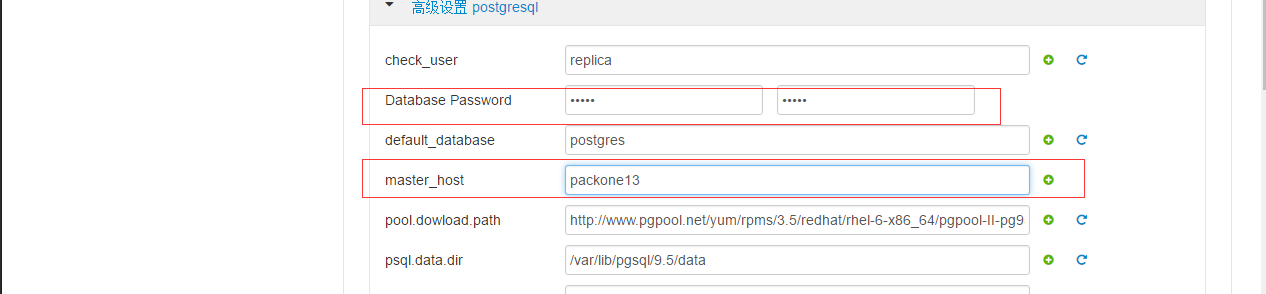 高级设置 postgresql
check_user replica
Database Password ••••• •••••
default_database postgres
master_host packone13
pool.dowload.path http://www.pgpool.net/yum/rpms/3.5/redhat/rhel-6-x86_64/pgpool-II-pg9
psql.data.dir /var/lib/pgsql/9.5/data